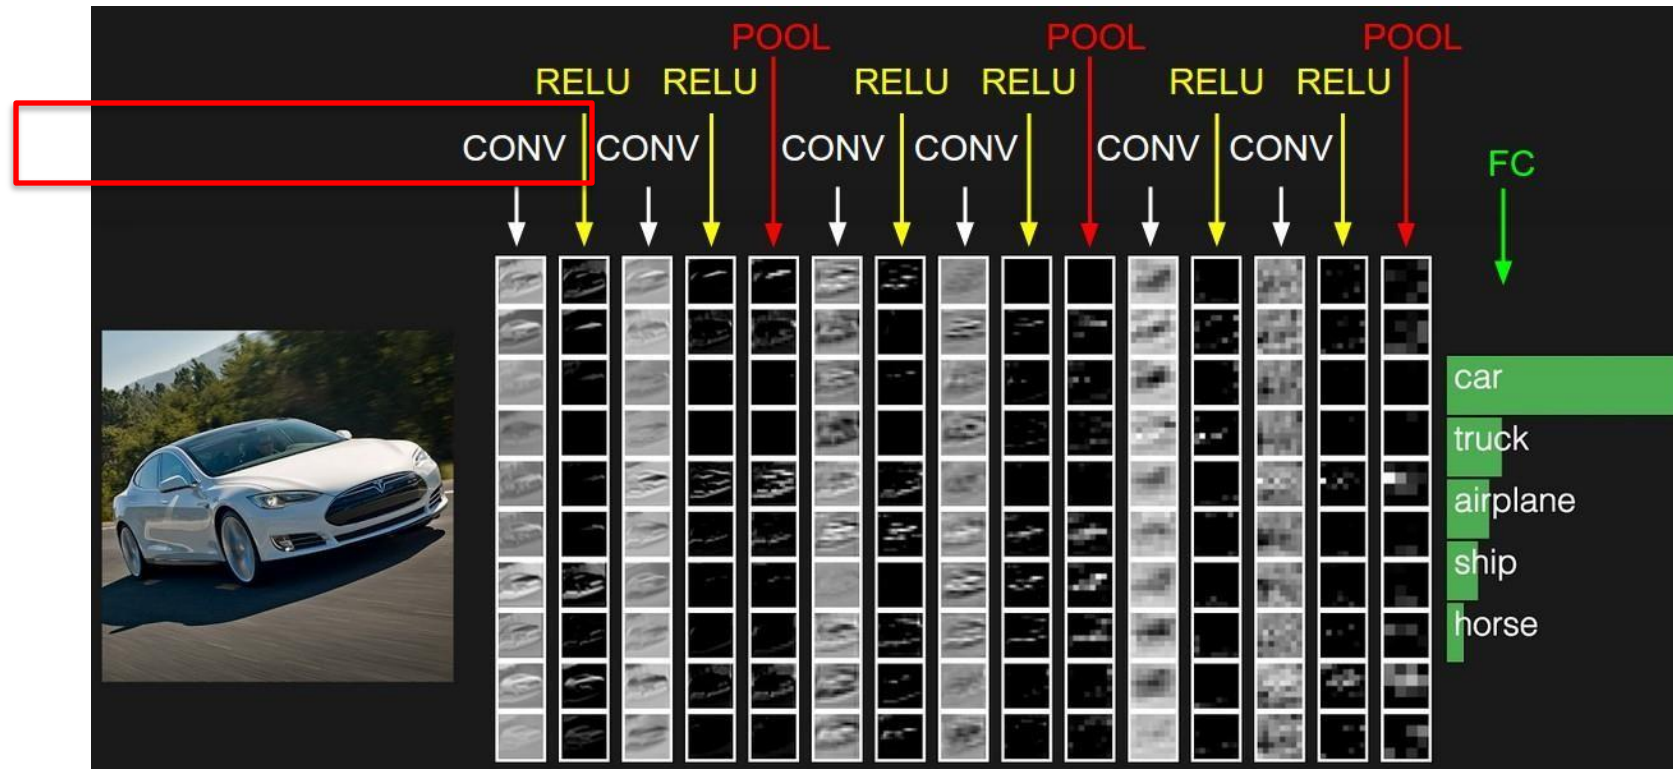 POOL POOL POOL
RELU RELU RELU RELU RELU RELU
CONV CONV CONV CONV CONV CONV
FC
car
truck
airplane
ship
horse